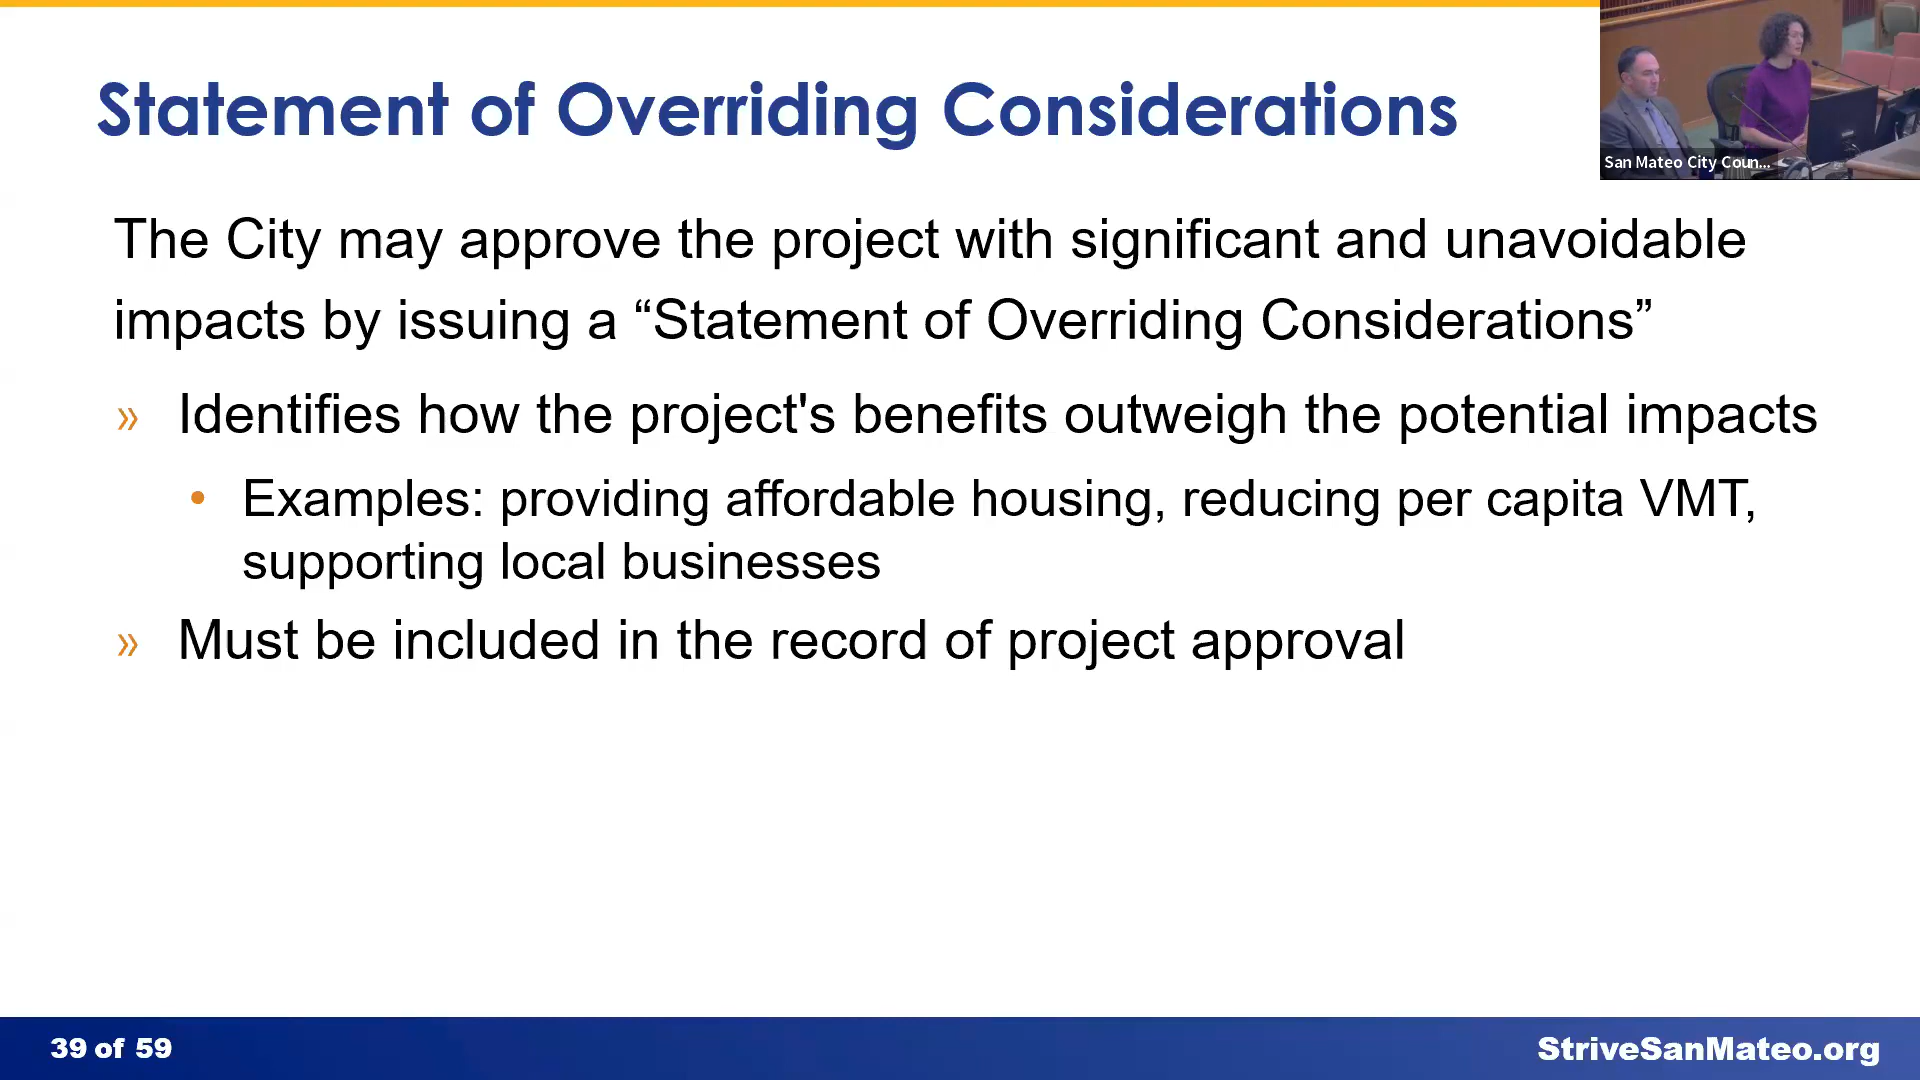 Statement of Overriding Considerations
San Mateo City Coun...
The City may approve the project with significant and unavoidable
impacts by issuing a “Statement of Overriding Considerations”
» Identifies how the project's benefits outweigh the potential impacts
• Examples: providing affordable housing, reducing per capita VMT,
supporting local businesses
» Must be included in the record of project approval
39 of 59
StriveSanMateo.org